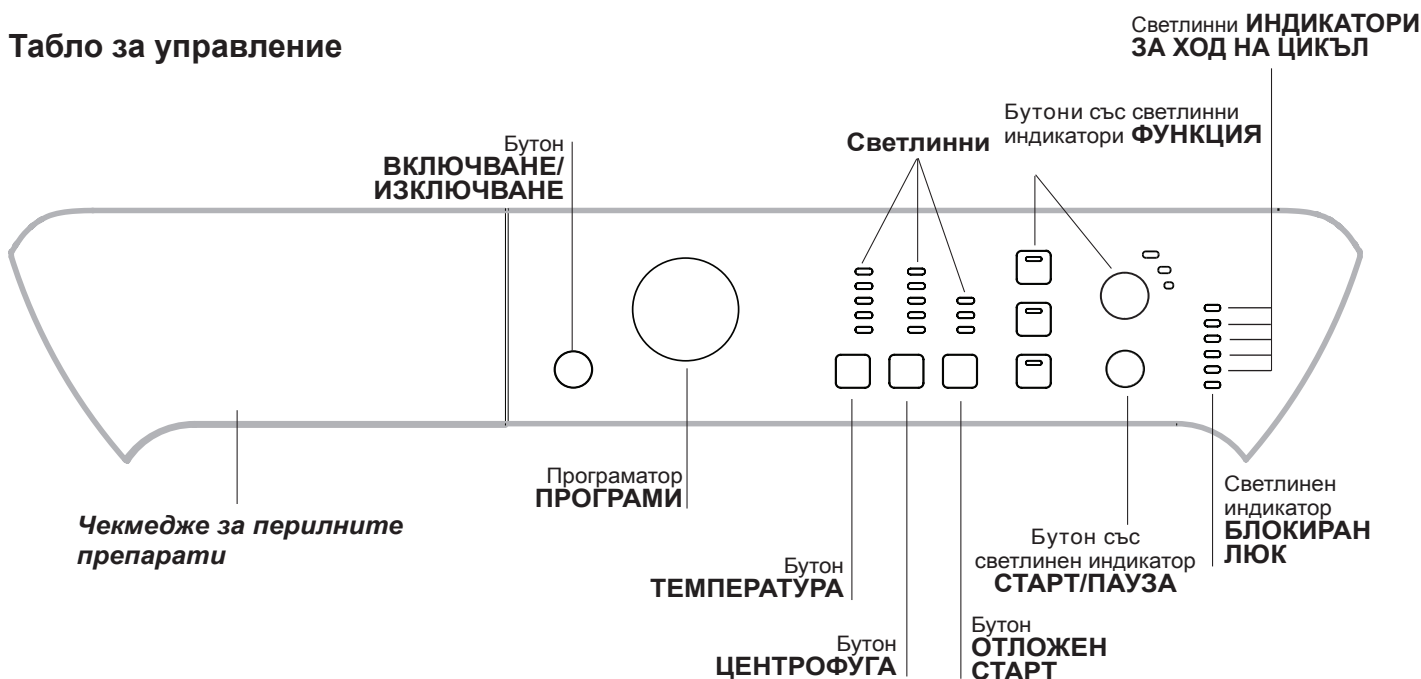 Табло за управление
Светлинни ИНДИКАТОРИ
ЗА ХОД НА ЦИКЪЛ
Бутони със светлинни
индикатори ФУНКЦИЯ
Светлинни
Бутон
ВКЛЮЧВАНЕ/
ИЗКЛЮЧВАНЕ
Чекмедже за перилните
препарати
Програматор
ПРОГРАМИ
Бутон
ТЕМПЕРАТУРА
Бутон
ЦЕНТРОФУГА
Бутон
ОТЛОЖЕН
СТАРТ
Бутон със
светлинен индикатор
СТАРТ/ПАУЗА
Светлинен
индикатор
БЛОКИРАН
ЛЮК